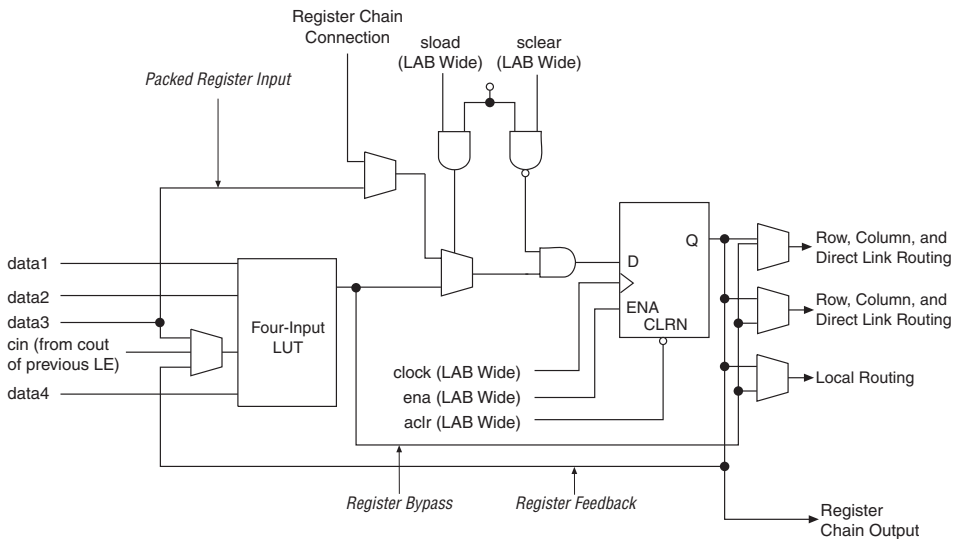 Register Chain
Connection
sload
(LAB Wide)
sclear
(LAB Wide)
Packed Register Input
data1
data2
data3
cin (from cout
of previous LE)
data4
Four-Input
LUT
Q
D
ENA
CLRN
clock (LAB Wide)
ena (LAB Wide)
aclr (LAB Wide)
Row, Column, and
Direct Link Routing
Row, Column, and
Direct Link Routing
Local Routing
Register Bypass
Register Feedback
Register
Chain Output